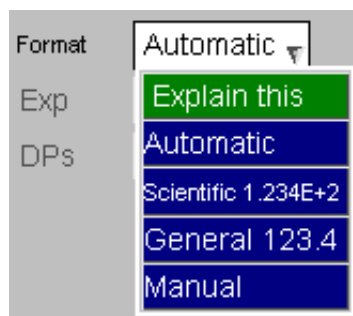 Format Automatic
Explain this
Exp
Automatic
DPs
Scientific 1.234E+2
General 123.4
Manual